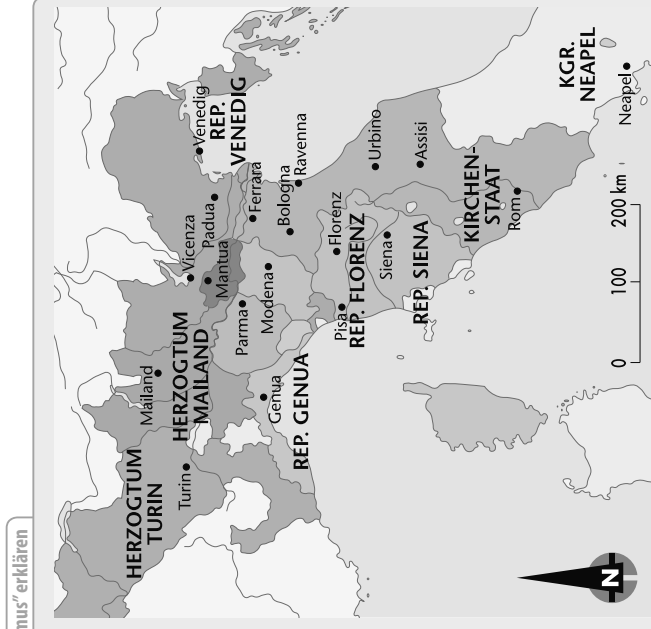 mus" erklären
HERZOGTUM
TURIN
Turin
Mailand
HERZOGTUM
MAILAND
Genua
REP. GENUA
Parma
Modena
Vicenza
Mantua
Padua
Venedig
REP.
VENEDIG
Ferrara
Bologna
Ravenna
Pisa
Florenz
REP. FLORENZ
Siena
REP. SIENA
Urbino
Assisi
KIRCHEN-
STAAT
Rom
KGR.
NEAPEL
Neapel
0 100 200 km
N